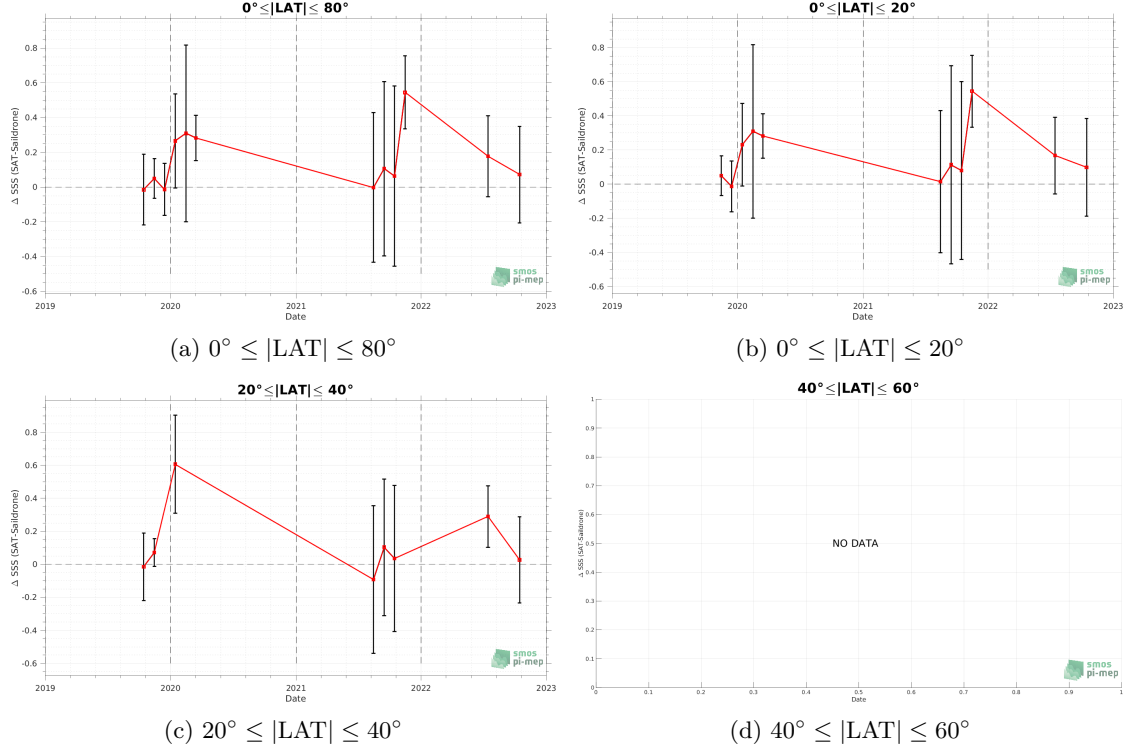 0°≤|LAT|≤ 80°
Δ SSS (SAT-Saildrone)
0.8
0.6
0.4
0.2
0
-0.2
-0.4
-0.6
2019 2020 2021 2022 2023
Date
smos
pi-mep
(a) 0° ≤ |LAT| ≤ 80°
0°≤|LAT|≤ 20°
Δ SSS (SAT-Saildrone)
0.8
0.6
0.4
0.2
0
-0.2
-0.4
-0.6
2019 2020 2021 2022 2023
Date
smos
pi-mep
(b) 0° ≤ |LAT| ≤ 20°
20°≤|LAT|≤ 40°
Δ SSS (SAT-Saildrone)
0.8
0.6
0.4
0.2
0
-0.2
-0.4
-0.6
2019 2020 2021 2022 2023
Date
smos
pi-mep
(c) 20° ≤ |LAT| ≤ 40°
40°≤|LAT|≤ 60°
Δ SSS (SAT-Saildrone)
1
0.9
0.8
0.7
0.6
0.5
0.4
0.3
0.2
0.1
0
NO DATA
0 0.1 0.2 0.3 0.4 0.5 0.6 0.7 0.8 0.9 1
Date
smos
pi-mep
(d) 40° ≤ |LAT| ≤ 60°